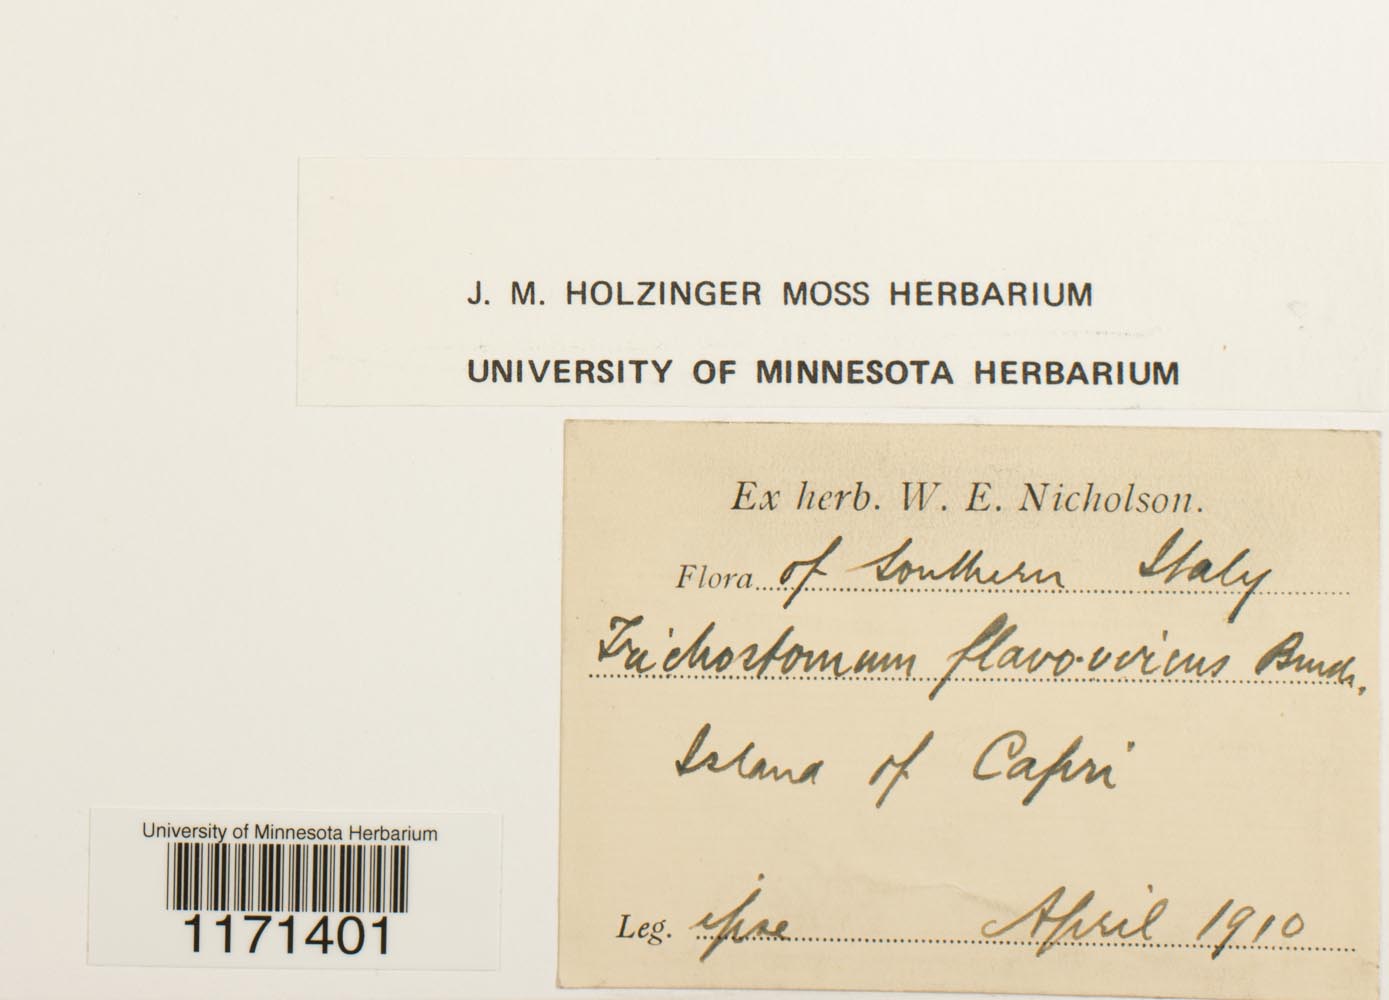 J. M. HOLZINGER MOSS HERBARIUM
UNIVERSITY OF MINNESOTA HERBARIUM
Ex herb. W. E. Nicholson.
Flora of Southern Italy
Trichostomum flavo-virens Bruch.
Island of Capri
Leg. ipse April 1910
University of Minnesota Herbarium
1171401